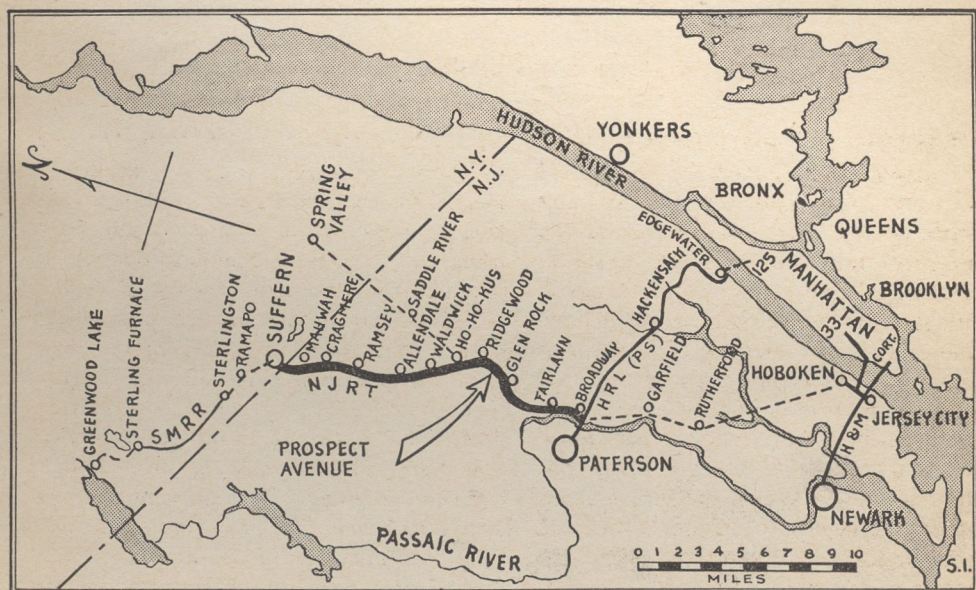 HUDSON RIVER
YONKERS
N
N.Y.
N.J.
SPRING
VALLEY
BRONX
QUEENS
EDGEWATER
125
MANHATTAN
BROOKLYN
33
CORT.
GREENWOOD LAKE
STERLING FURNACE
SMRR
STERLINGTON
RAMAPO
SUFFERN
MAHWAH
CRAGMERE
RAMSEY
SADDLE RIVER
ALLENDALE
WALDWICK
HO-HO-KUS
RIDGEWOOD
GLEN ROCK
FAIRLAWN
BROADWAY
HACKENSACK
H R L (P S)
GARFIELD
RUTHERFORD
HOBOKEN
JERSEY CITY
H & M
NJRT
PROSPECT
AVENUE
PATERSON
NEWARK
PASSAIC RIVER
0 1 2 3 4 5 6 7 8 9 10
MILES
S.I.